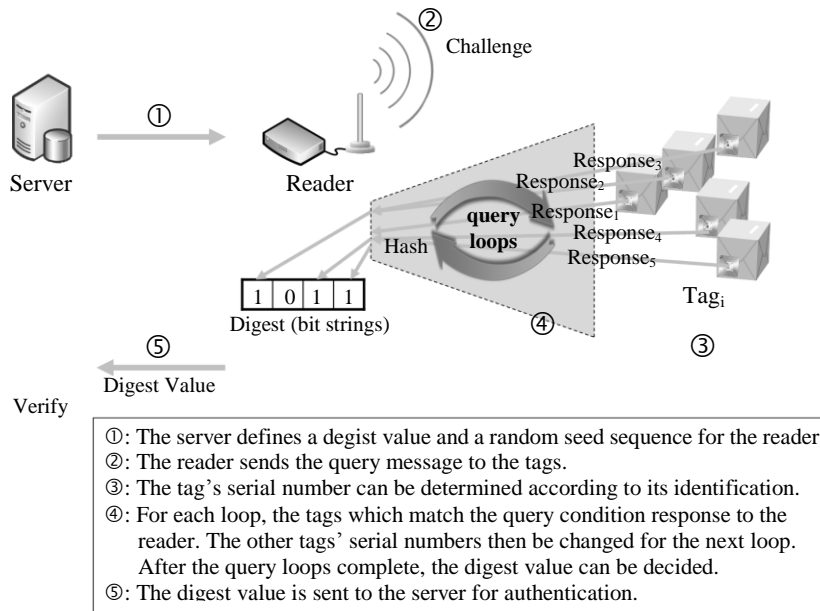 ②
Challenge
①
Server
Reader
Response₃
Response₂
Response₁
Response₄
Response₅
query
loops
Hash
1 0 1 1
Digest (bit strings)
Tagᵢ
④
③
⑤
Digest Value
Verify
①: The server defines a degist value and a random seed sequence for the reader
②: The reader sends the query message to the tags.
③: The tag's serial number can be determined according to its identification.
④: For each loop, the tags which match the query condition response to the
reader. The other tags' serial numbers then be changed for the next loop.
After the query loops complete, the digest value can be decided.
⑤: The digest value is sent to the server for authentication.